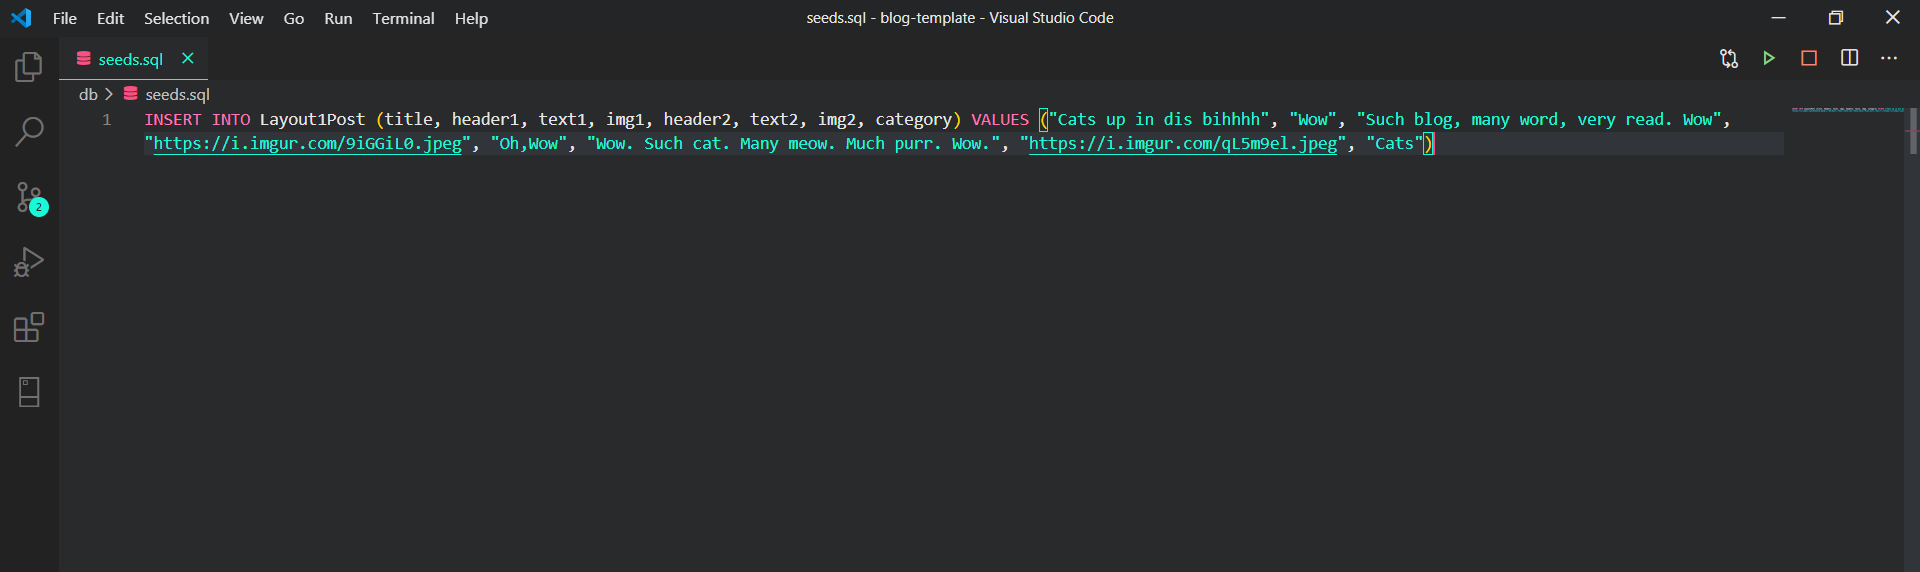 File Edit Selection View Go Run Terminal Help seeds.sql - blog-template - Visual Studio Code
seeds.sql
db > seeds.sql
1 INSERT INTO Layout1Post (title, header1, text1, img1, header2, text2, img2, category) VALUES ("Cats up in dis bihhhh", "Wow", "Such blog, many word, very read. Wow",
"https://i.imgur.com/9iGGiL0.jpeg", "Oh,Wow", "Wow. Such cat. Many meow. Much purr. Wow.", "https://i.imgur.com/qL5m9el.jpeg", "Cats")
2